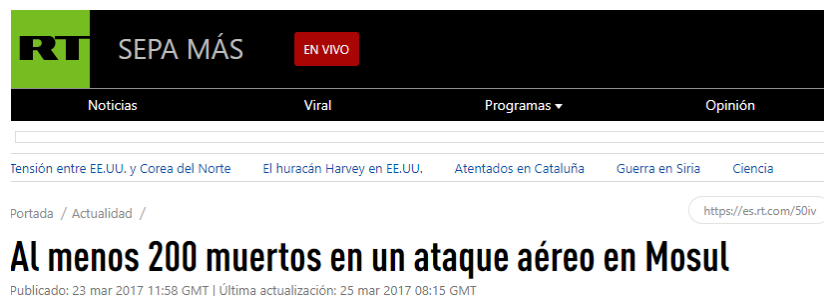 RT SEPA MÁS EN VIVO
Noticias Viral Programas Opinión
Tensión entre EE.UU. y Corea del Norte El huracán Harvey en EE.UU. Atentados en Cataluña Guerra en Siria Ciencia
Portada / Actualidad /
https://es.rt.com/50iv
Al menos 200 muertos en un ataque aéreo en Mosul
Publicado: 23 mar 2017 11:58 GMT | Última actualización: 25 mar 2017 08:15 GMT